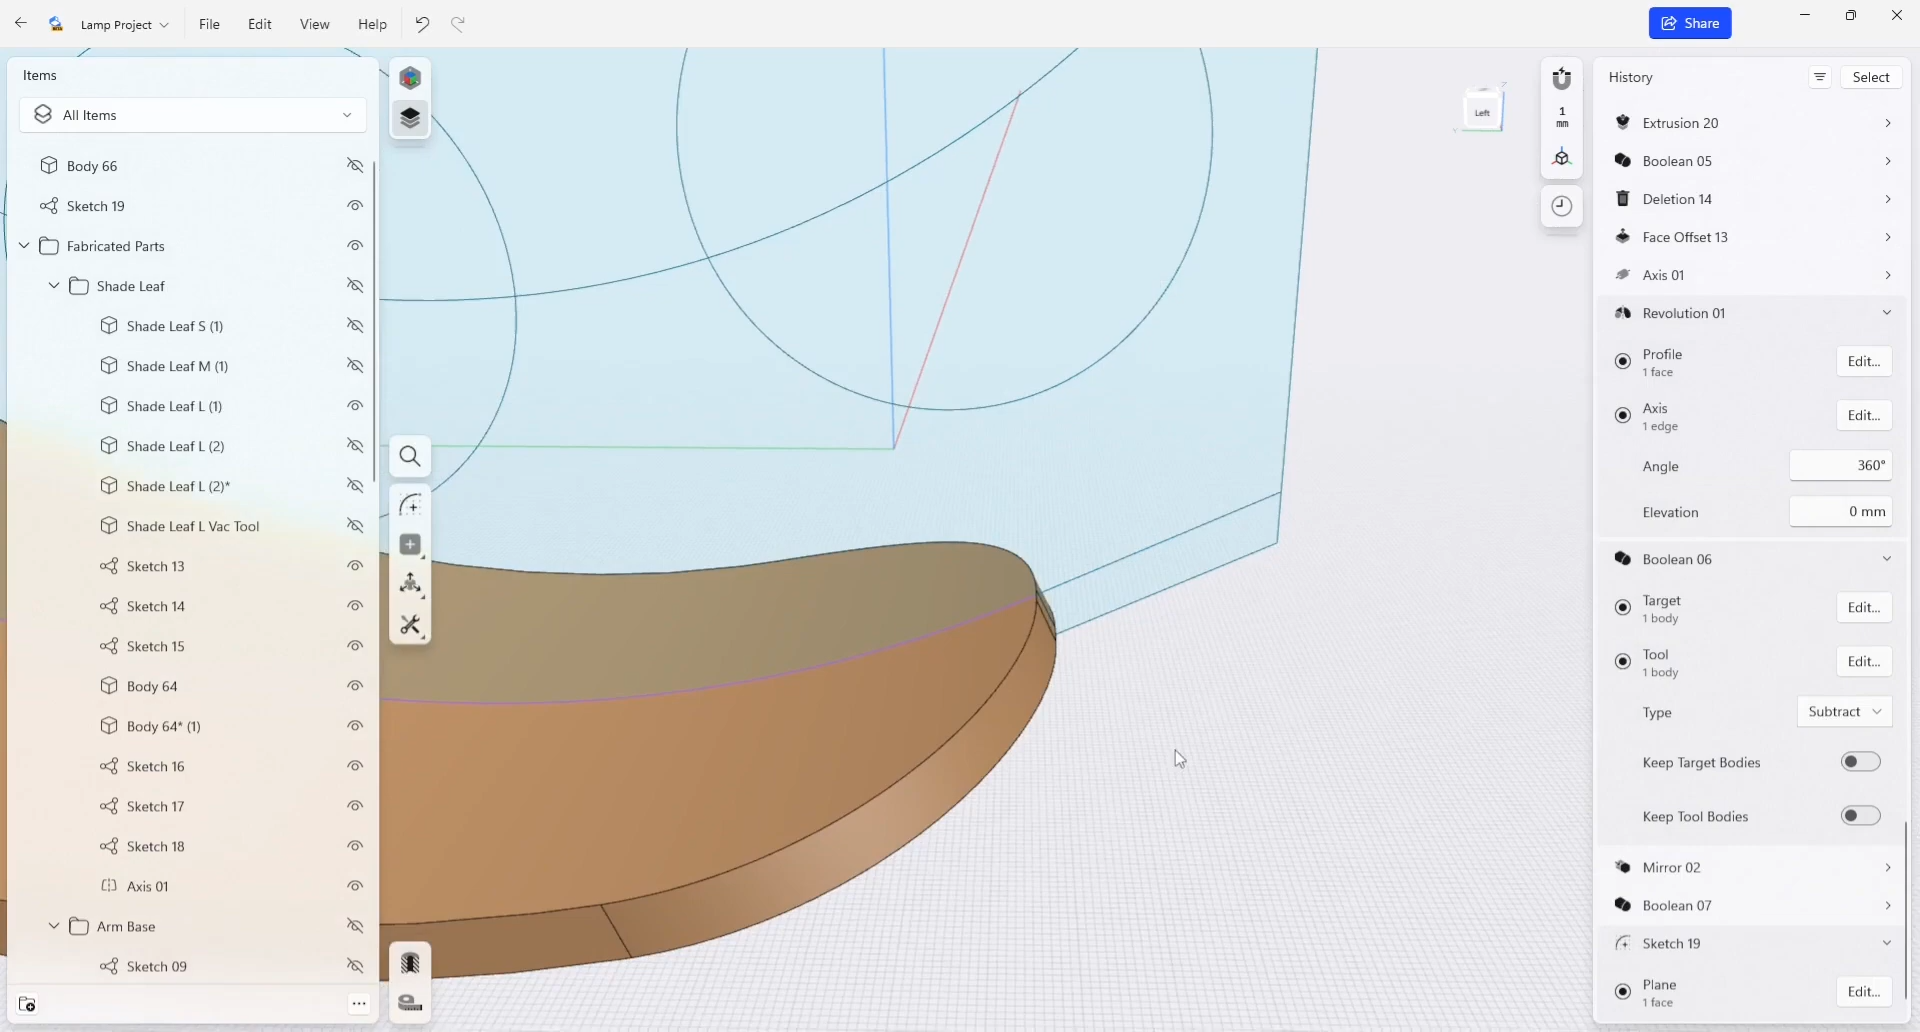 Lamp Project
File
Edit
View
Help
Share
Items
All Items
Body 66
Sketch 19
Fabricated Parts
Shade Leaf
Shade Leaf S (1)
Shade Leaf M (1)
Shade Leaf L (1)
Shade Leaf L (2)
Shade Leaf L (2)*
Shade Leaf L Vac Tool
Sketch 13
Sketch 14
Sketch 15
Body 64
Body 64* (1)
Sketch 16
Sketch 17
Sketch 18
Axis 01
Arm Base
Sketch 09
Left
1
mm
History
Select
Extrusion 20
Boolean 05
Deletion 14
Face Offset 13
Axis 01
Revolution 01
Profile
1 face
Edit...
Axis
1 edge
Edit...
Angle
360°
Elevation
0 mm
Boolean 06
Target
1 body
Edit...
Tool
1 body
Edit...
Type
Subtract
Keep Target Bodies
Keep Tool Bodies
Mirror 02
Boolean 07
Sketch 19
Plane
1 face
Edit...